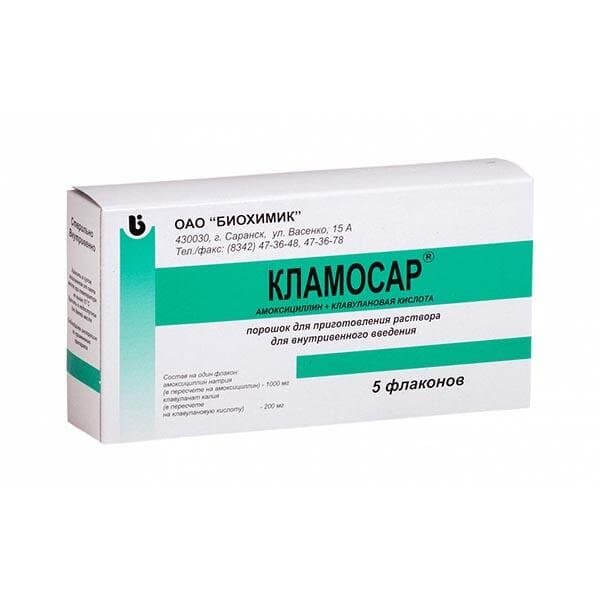 ОАО "БИОХИМИК"
430030, г. Саранск, ул. Васенко, 15 А
Тел./факс: (8342) 47-36-48, 47-36-78
КЛАМОСАР®
АМОКСИЦИЛЛИН + КЛАВУЛАНОВАЯ КИСЛОТА
порошок для приготовления раствора
для внутривенного введения
Состав на один флакон:
амоксициллин натрия
(в пересчете на амоксициллин) - 1000 мг
клавуланат калия
(в пересчете
на клавулановую кислоту) - 200 мг
5 флаконов
Стерильно
Внутривенно